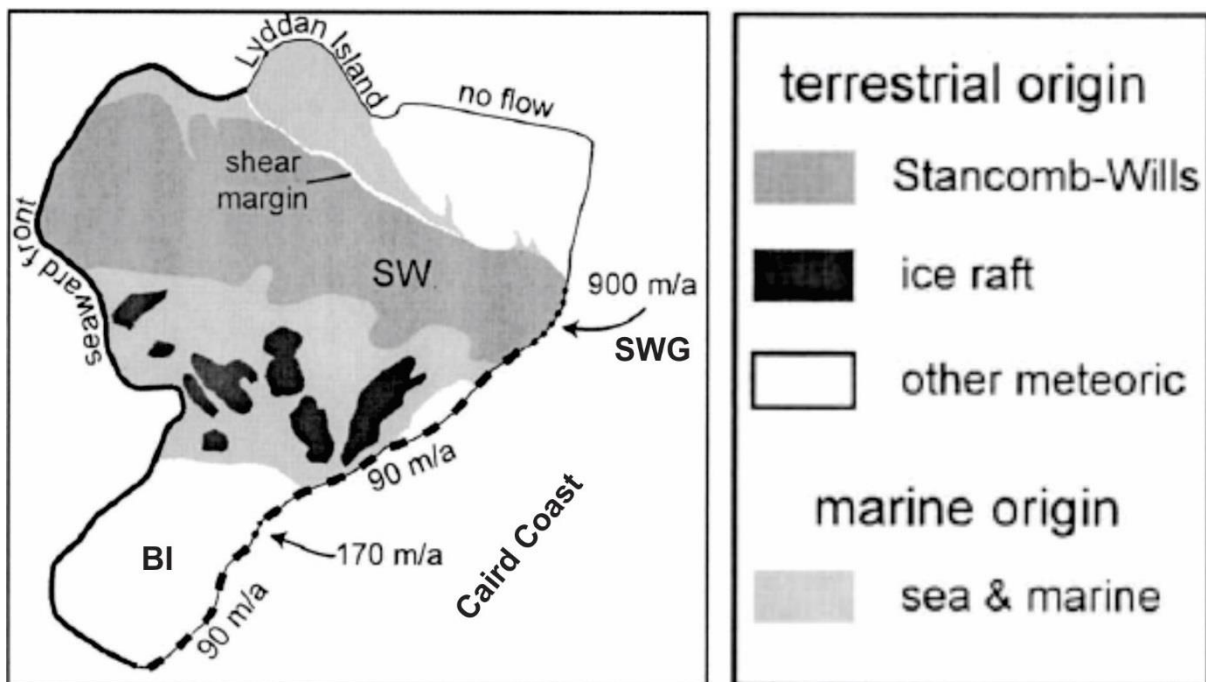 Lyddan Island
no flow
shear
margin
seaward front
SW
900 m/a
SWG
90 m/a
BI
170 m/a
Caird Coast
90 m/a
terrestrial origin
Stancomb-Wills
ice raft
other meteoric
marine origin
sea & marine